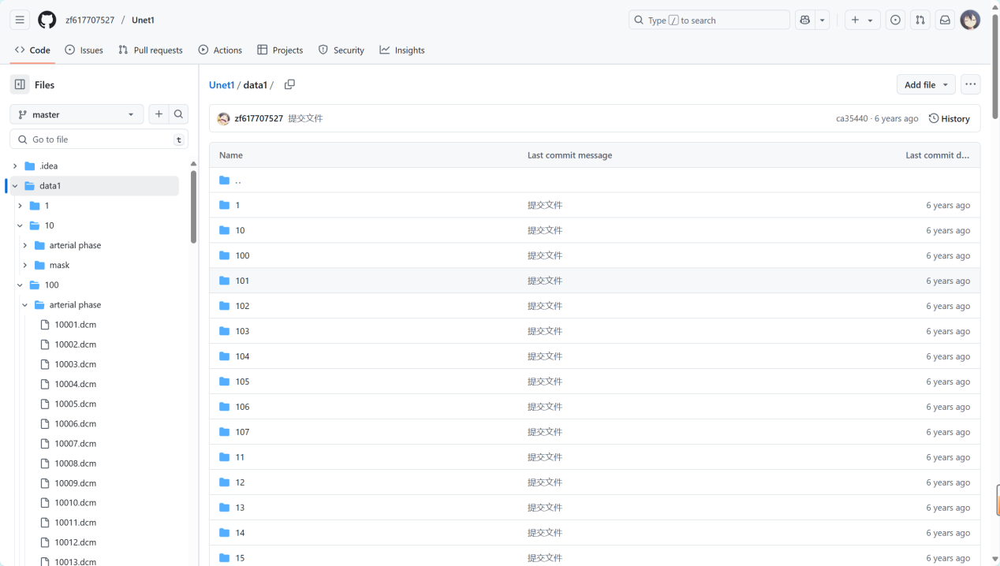 zf617707527 / Unet1
Type / to search
Code
Issues
Pull requests
Actions
Projects
Security
Insights
Files
master
Go to file
t
.idea
data1
1
10
arterial phase
mask
100
arterial phase
10001.dcm
10002.dcm
10003.dcm
10004.dcm
10005.dcm
10006.dcm
10007.dcm
10008.dcm
10009.dcm
10010.dcm
10011.dcm
10012.dcm
10013.dcm
Unet1 / data1 /
Add file
zf617707527 提交文件
ca35440 · 6 years ago
History
Name Last commit message Last commit d...
..
1 提交文件 6 years ago
10 提交文件 6 years ago
100 提交文件 6 years ago
101 提交文件 6 years ago
102 提交文件 6 years ago
103 提交文件 6 years ago
104 提交文件 6 years ago
105 提交文件 6 years ago
106 提交文件 6 years ago
107 提交文件 6 years ago
11 提交文件 6 years ago
12 提交文件 6 years ago
13 提交文件 6 years ago
14 提交文件 6 years ago
15 提交文件 6 years ago